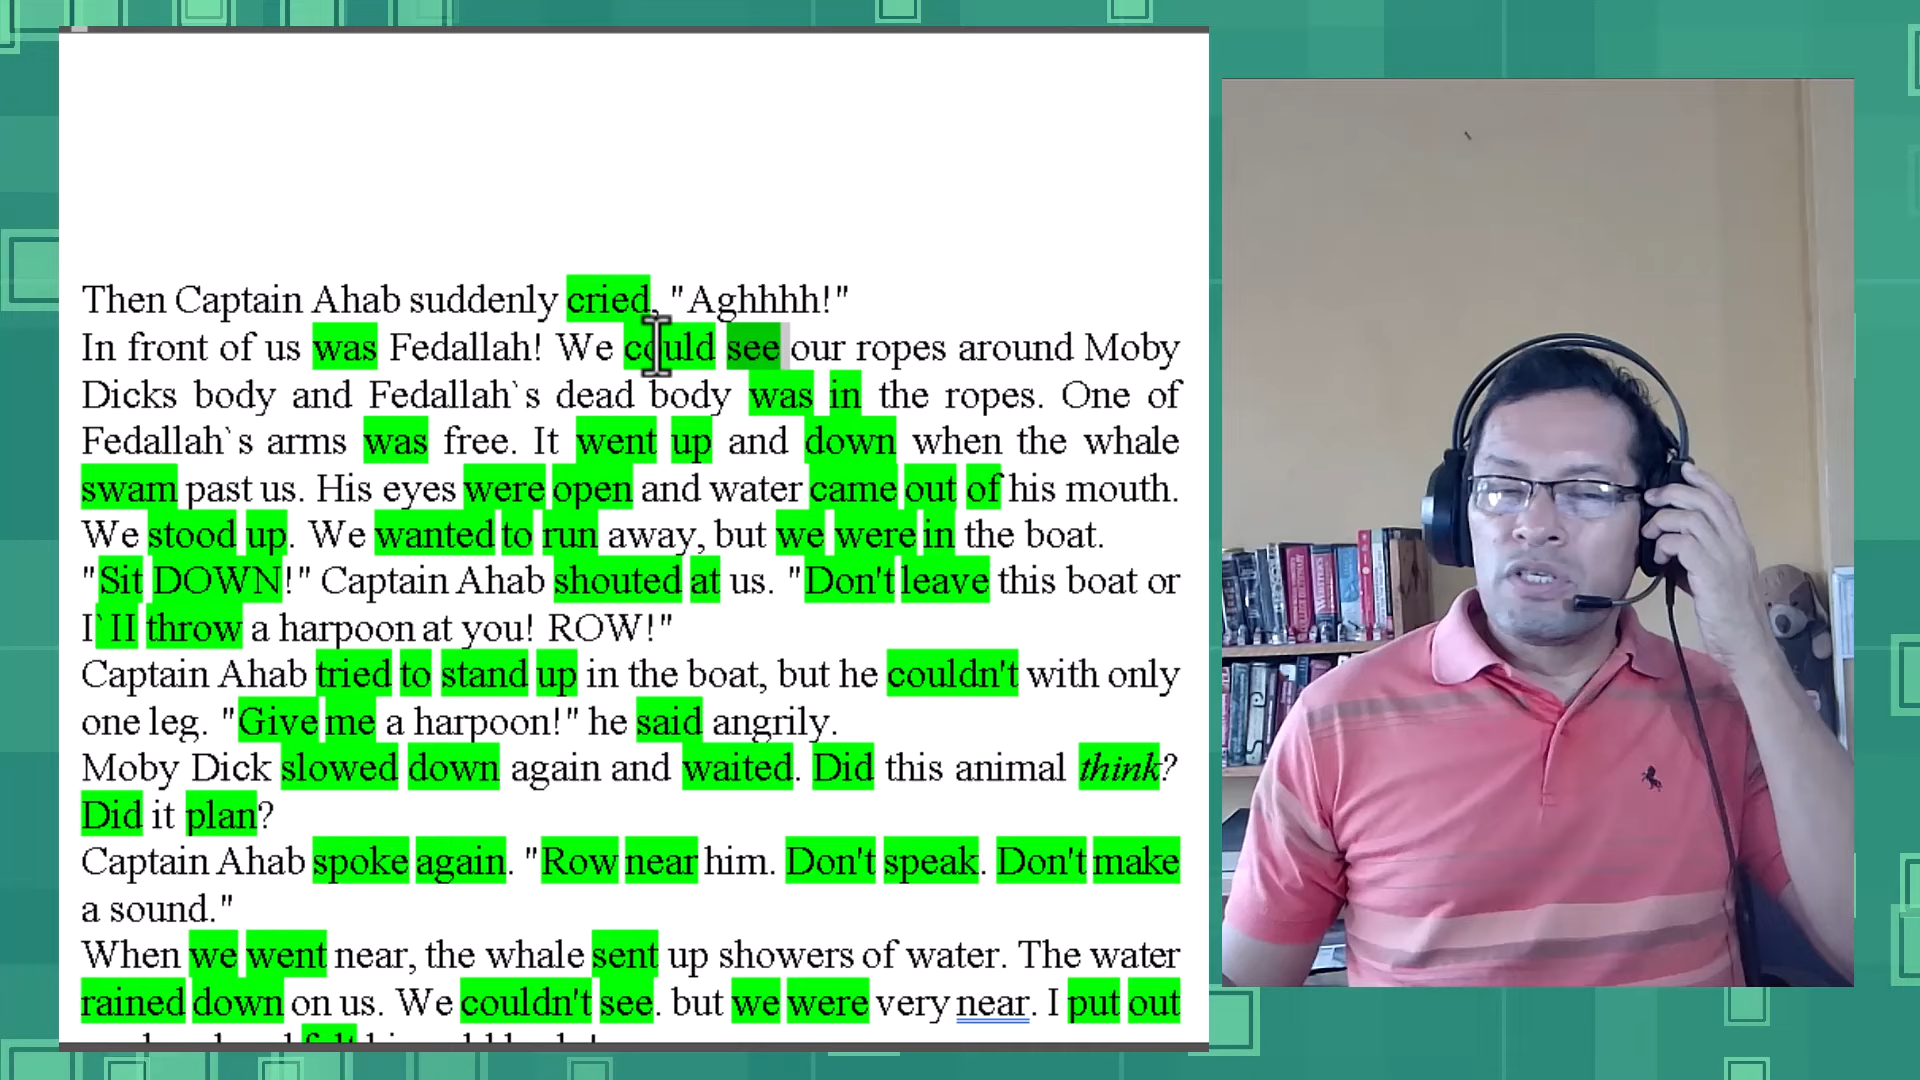 Then Captain Ahab suddenly cried, "Aghhhh!"
In front of us was Fedallah! We could see our ropes around Moby
Dicks body and Fedallah`s dead body was in the ropes. One of
Fedallah`s arms was free. It went up and down when the whale
swam past us. His eyes were open and water came out of his mouth.
We stood up. We wanted to run away, but we were in the boat.
"Sit DOWN!" Captain Ahab shouted at us. "Don't leave this boat or
I`II throw a harpoon at you! ROW!"
Captain Ahab tried to stand up in the boat, but he couldn't with only
one leg. "Give me a harpoon!" he said angrily.
Moby Dick slowed down again and waited. Did this animal think?
Did it plan?
Captain Ahab spoke again. "Row near him. Don't speak. Don't make
a sound."
When we went near, the whale sent up showers of water. The water
rained down on us. We couldn't see. but we were very near. I put out